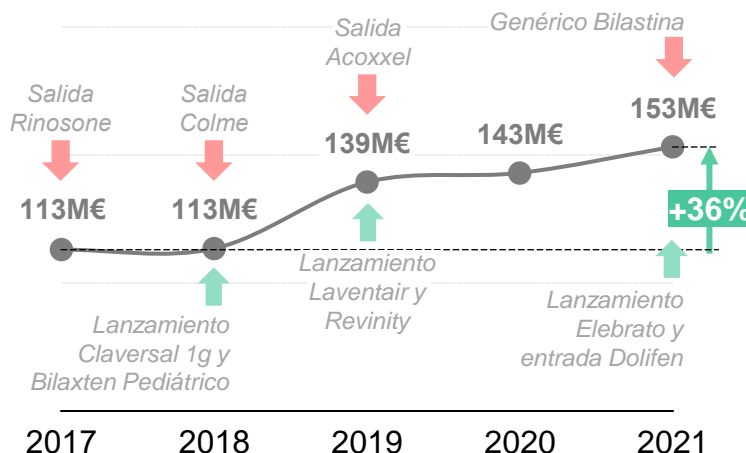 Salida
Rinosone
Salida
Colme
Salida
Acoxxel
Genérico Bilastina
113M€
113M€
139M€
143M€
153M€
+36%
Lanzamiento
Claversal 1g y
Bilaxten Pediátrico
Lanzamiento
Laventair y
Revinity
Lanzamiento
Elebrato y
entrada Dolifen
2017
2018
2019
2020
2021